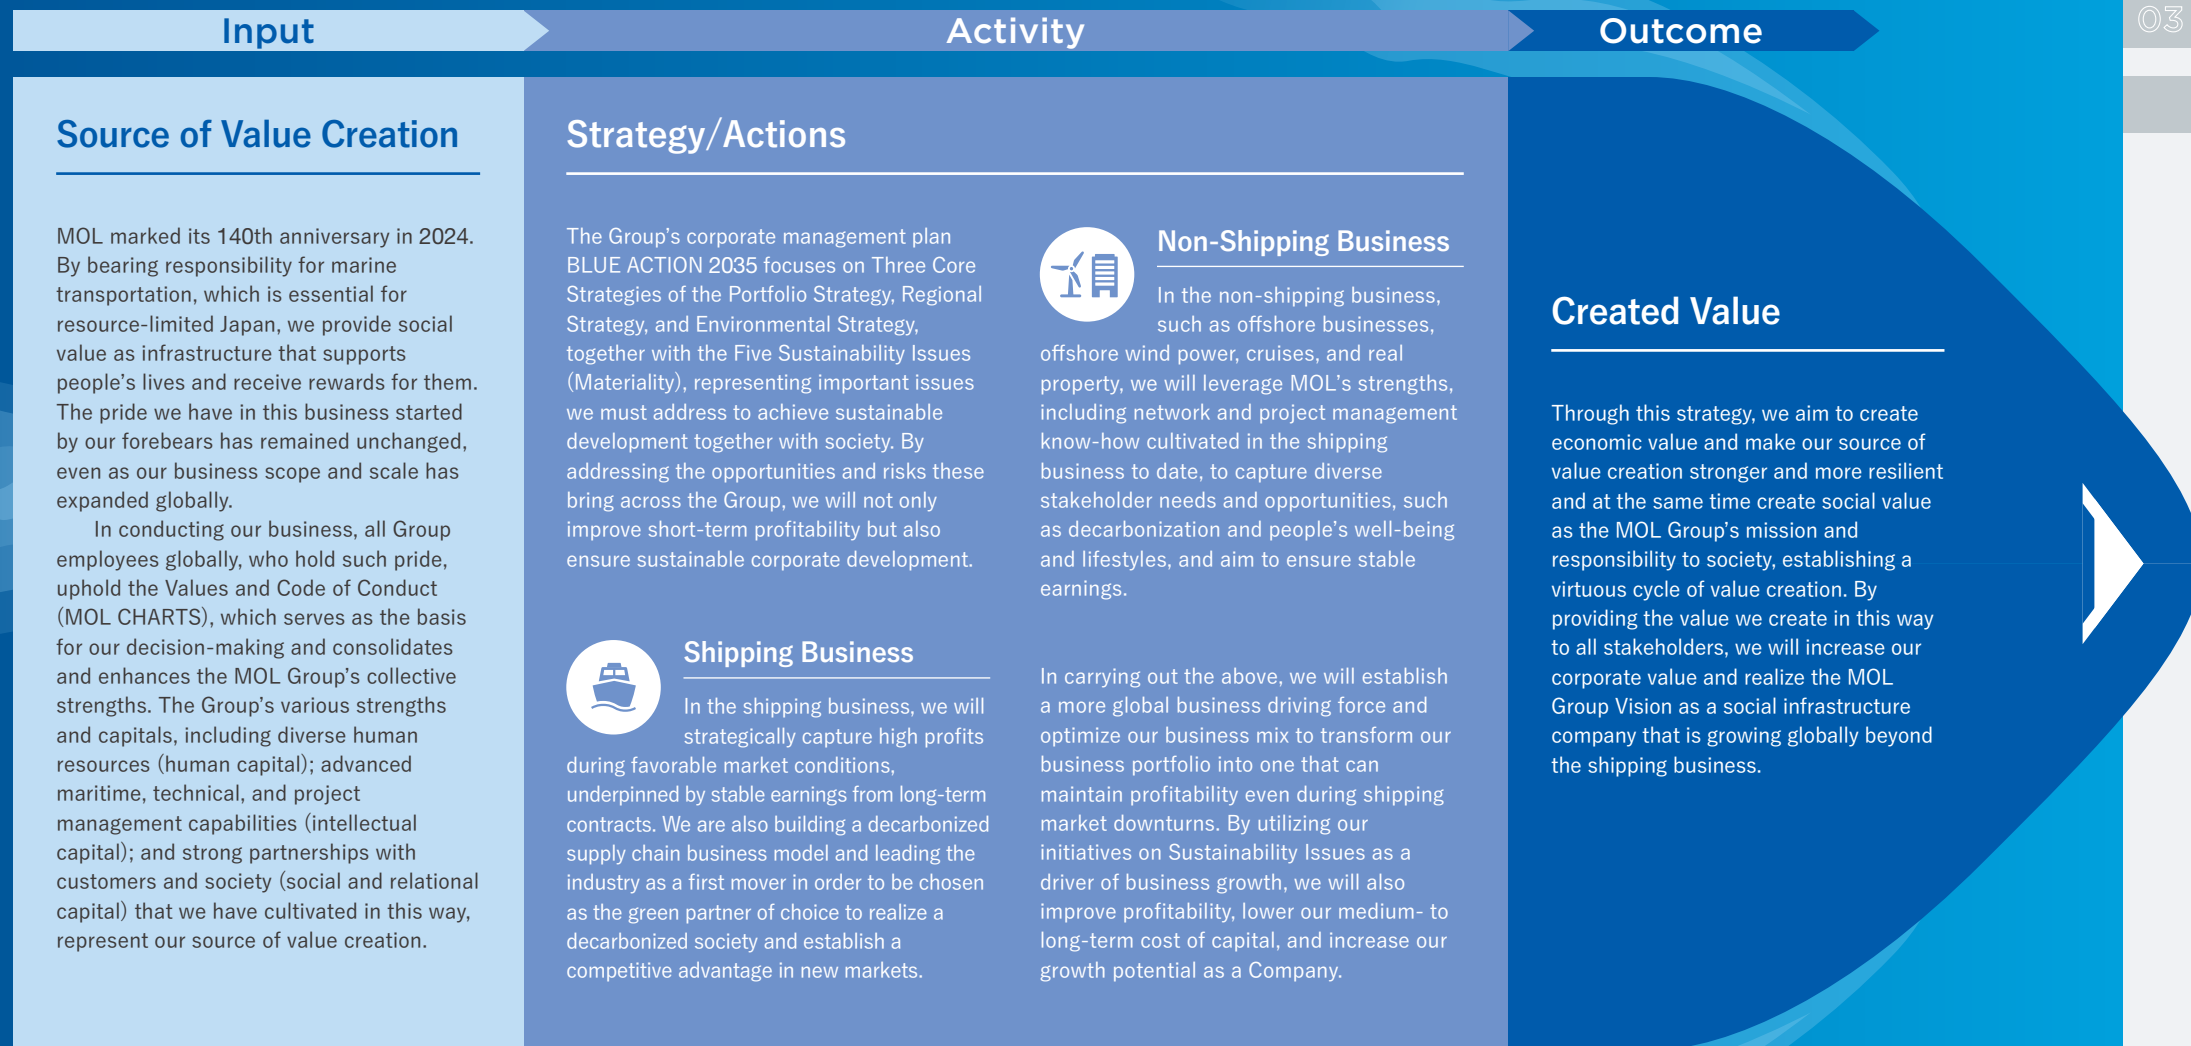 Input
Activity
Outcome
03
Source of Value Creation
MOL marked its 140th anniversary in 2024.
By bearing responsibility for marine
transportation, which is essential for
resource-limited Japan, we provide social
value as infrastructure that supports
people's lives and receive rewards for them.
The pride we have in this business started
by our forebears has remained unchanged,
even as our business scope and scale has
expanded globally.
In conducting our business, all Group
employees globally, who hold such pride,
uphold the Values and Code of Conduct
(MOL CHARTS), which serves as the basis
for our decision-making and consolidates
and enhances the MOL Group's collective
strengths. The Group's various strengths
and capitals, including diverse human
resources (human capital); advanced
maritime, technical, and project
management capabilities (intellectual
capital); and strong partnerships with
customers and society (social and relational
capital) that we have cultivated in this way,
represent our source of value creation.
Strategy/Actions
The Group's corporate management plan
BLUE ACTION 2035 focuses on Three Core
Strategies of the Portfolio Strategy, Regional
Strategy, and Environmental Strategy,
together with the Five Sustainability Issues
(Materiality), representing important issues
we must address to achieve sustainable
development together with society. By
addressing the opportunities and risks these
bring across the Group, we will not only
improve short-term profitability but also
ensure sustainable corporate development.
Shipping Business
In the shipping business, we will
strategically capture high profits
during favorable market conditions,
underpinned by stable earnings from long-term
contracts. We are also building a decarbonized
supply chain business model and leading the
industry as a first mover in order to be chosen
as the green partner of choice to realize a
decarbonized society and establish a
competitive advantage in new markets.
Non-Shipping Business
In the non-shipping business,
such as offshore businesses,
offshore wind power, cruises, and real
property, we will leverage MOL's strengths,
including network and project management
know-how cultivated in the shipping
business to date, to capture diverse
stakeholder needs and opportunities, such
as decarbonization and people's well-being
and lifestyles, and aim to ensure stable
earnings.
In carrying out the above, we will establish
a more global business driving force and
optimize our business mix to transform our
business portfolio into one that can
maintain profitability even during shipping
market downturns. By utilizing our
initiatives on Sustainability Issues as a
driver of business growth, we will also
improve profitability, lower our medium- to
long-term cost of capital, and increase our
growth potential as a Company.
Created Value
Through this strategy, we aim to create
economic value and make our source of
value creation stronger and more resilient
and at the same time create social value
as the MOL Group's mission and
responsibility to society, establishing a
virtuous cycle of value creation. By
providing the value we create in this way
to all stakeholders, we will increase our
corporate value and realize the MOL
Group Vision as a social infrastructure
company that is growing globally beyond
the shipping business.